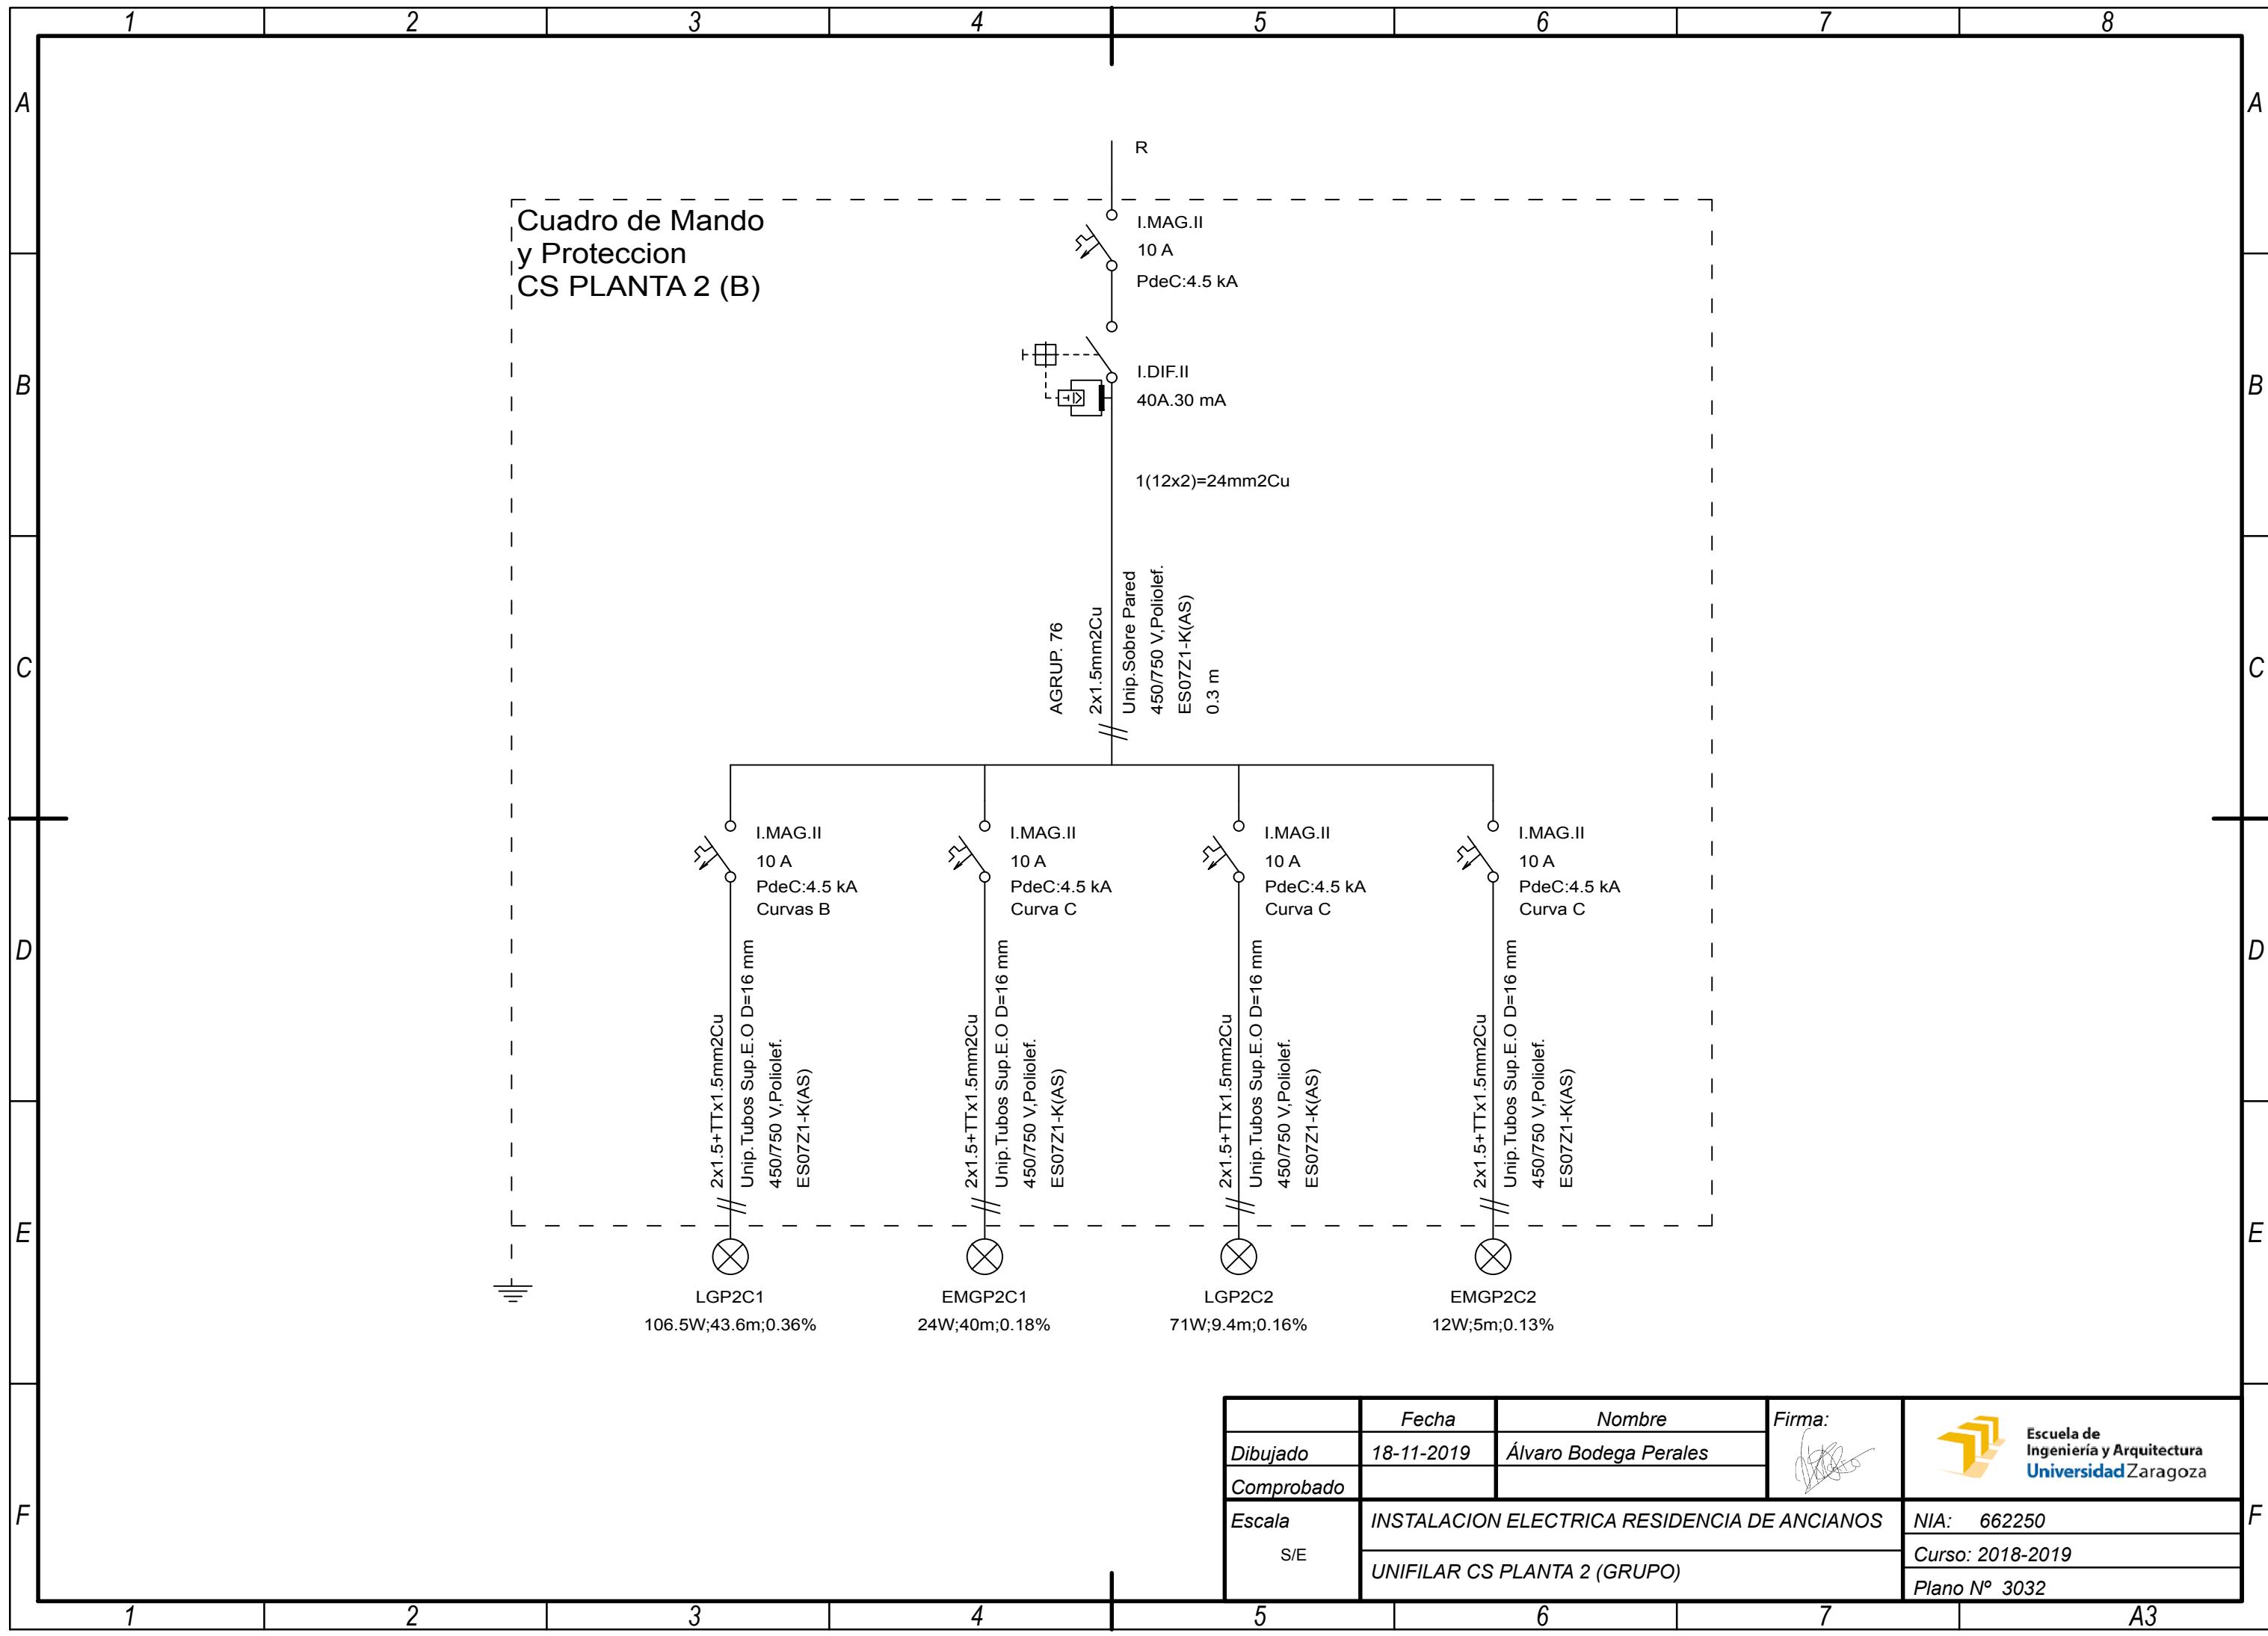 1 2 3 4 5 6 7 8
A A
B B
C C
D D
E E
F F
R
Cuadro de Mando
y Proteccion
CS PLANTA 2 (B)
I.MAG.II
10 A
PdeC:4.5 kA
I.DIF.II
40A.30 mA
1(12x2)=24mm2Cu
AGRUP. 76
2x1.5mm2Cu
Unip.Sobre Pared
450/750 V,Poliolef.
ES07Z1-K(AS)
0.3 m
I.MAG.II
10 A
PdeC:4.5 kA
Curvas B
2x1.5+TTx1.5mm2Cu
Unip.Tubos Sup.E.O D=16 mm
450/750 V,Poliolef.
ES07Z1-K(AS)
LGP2C1
106.5W;43.6m;0.36%
I.MAG.II
10 A
PdeC:4.5 kA
Curva C
2x1.5+TTx1.5mm2Cu
Unip.Tubos Sup.E.O D=16 mm
450/750 V,Poliolef.
ES07Z1-K(AS)
EMGP2C1
24W;40m;0.18%
I.MAG.II
10 A
PdeC:4.5 kA
Curva C
2x1.5+TTx1.5mm2Cu
Unip.Tubos Sup.E.O D=16 mm
450/750 V,Poliolef.
ES07Z1-K(AS)
LGP2C2
71W;9.4m;0.16%
I.MAG.II
10 A
PdeC:4.5 kA
Curva C
2x1.5+TTx1.5mm2Cu
Unip.Tubos Sup.E.O D=16 mm
450/750 V,Poliolef.
ES07Z1-K(AS)
EMGP2C2
12W;5m;0.13%
Fecha Nombre Firma:
Dibujado 18-11-2019 Álvaro Bodega Perales
Comprobado
Escuela de
Ingeniería y Arquitectura
Universidad Zaragoza
Escala
S/E
INSTALACION ELECTRICA RESIDENCIA DE ANCIANOS
UNIFILAR CS PLANTA 2 (GRUPO)
NIA: 662250
Curso: 2018-2019
Plano Nº 3032
1 2 3 4 5 6 7 A3